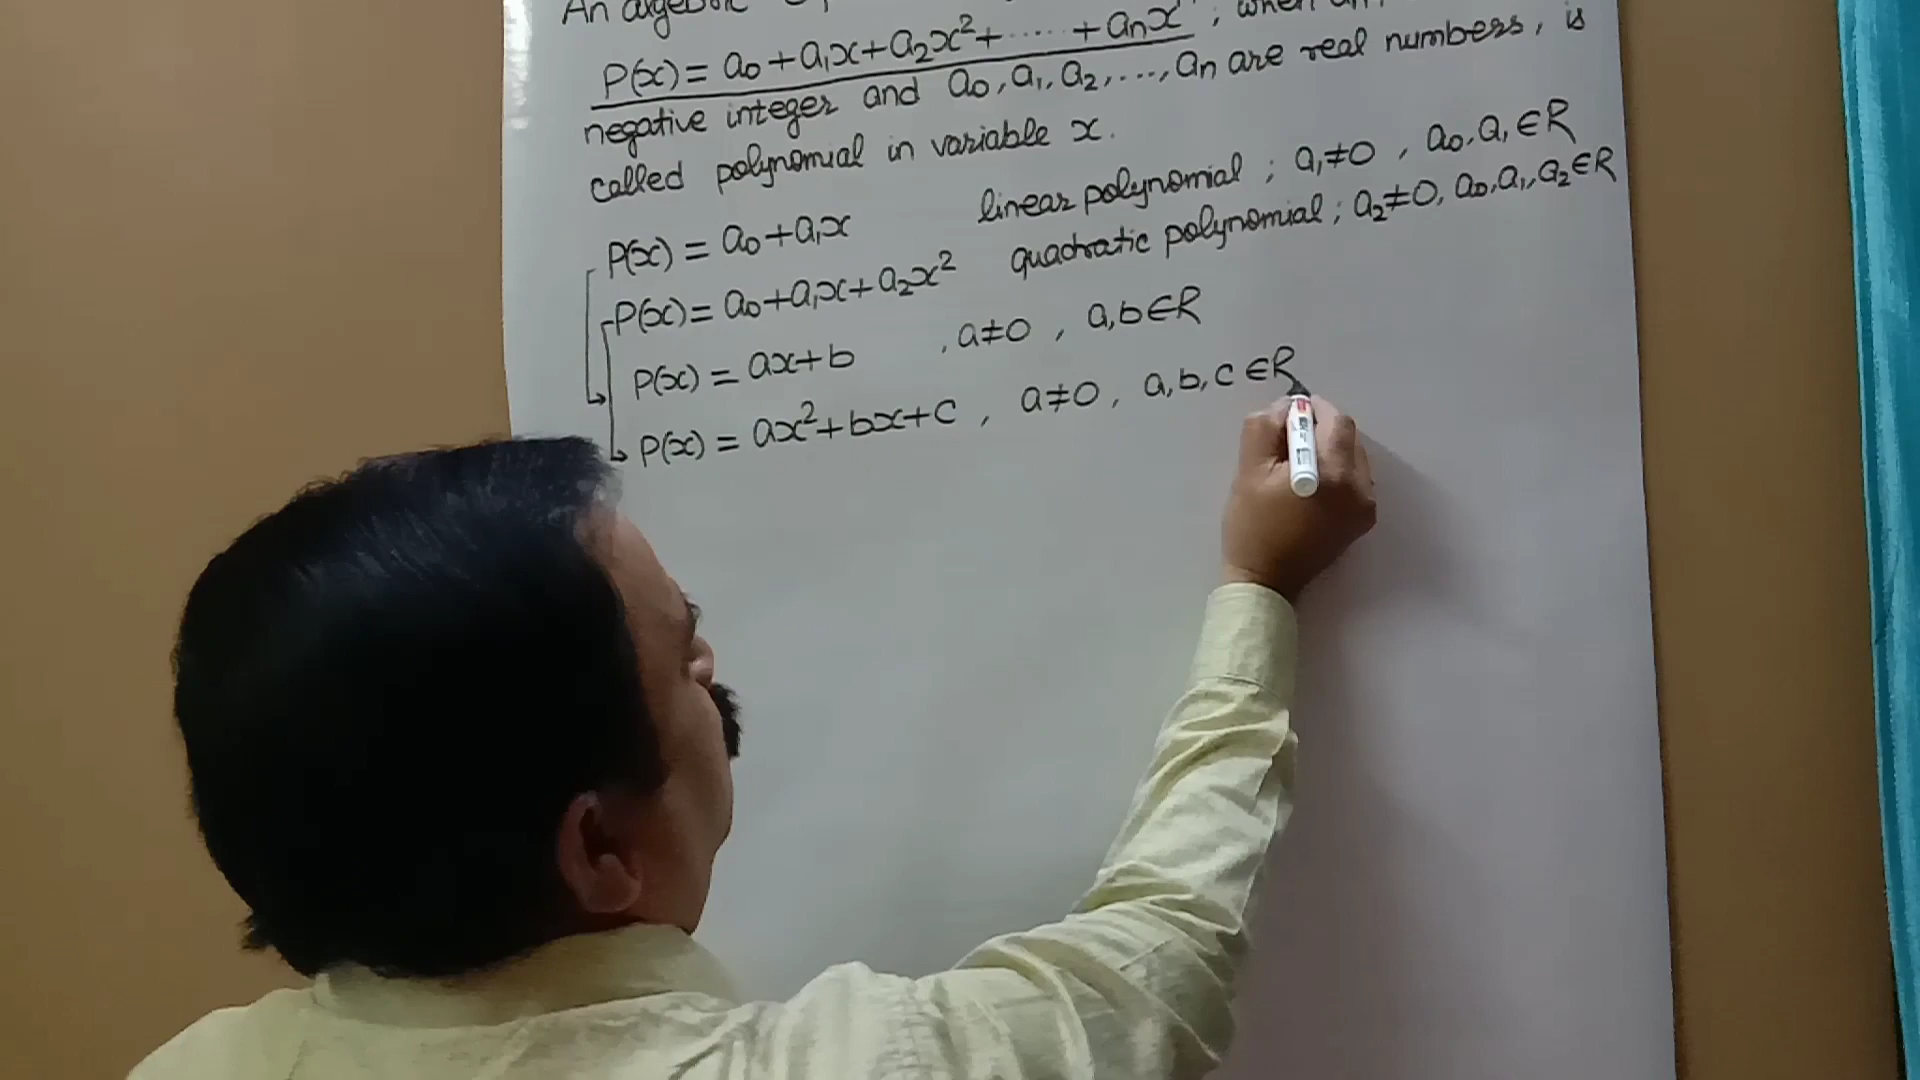 An algebraic
P(x) = a₀ + a₁x + a₂x² + ..... + aₙxⁿ ; when
negative integer and a₀, a₁, a₂, ..., aₙ are real numbers, is
called polynomial in variable x.
P(x) = a₀ + a₁x linear polynomial ; a₁ ≠ 0 , a₀, a₁ ∈ R
P(x) = a₀ + a₁x + a₂x² quadratic polynomial ; a₂ ≠ 0, a₀, a₁, a₂ ∈ R
P(x) = ax + b , a ≠ 0 , a, b ∈ R
P(x) = ax² + bx + c , a ≠ 0 , a, b, c ∈ R